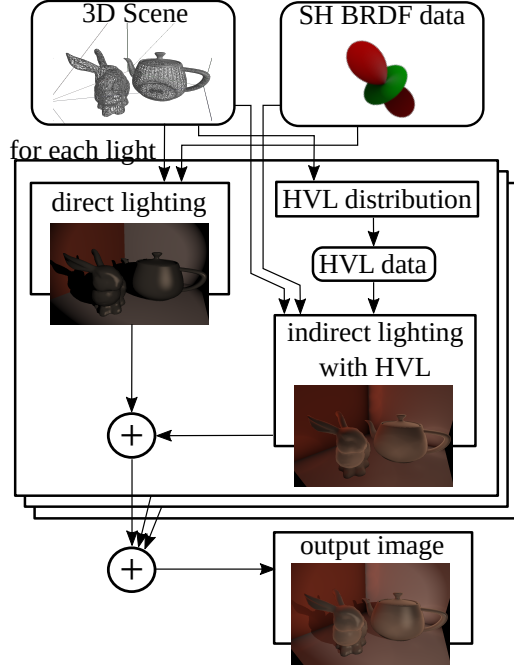 3D Scene
SH BRDF data
for each light
direct lighting
HVL distribution
HVL data
indirect lighting
with HVL
+
+
output image